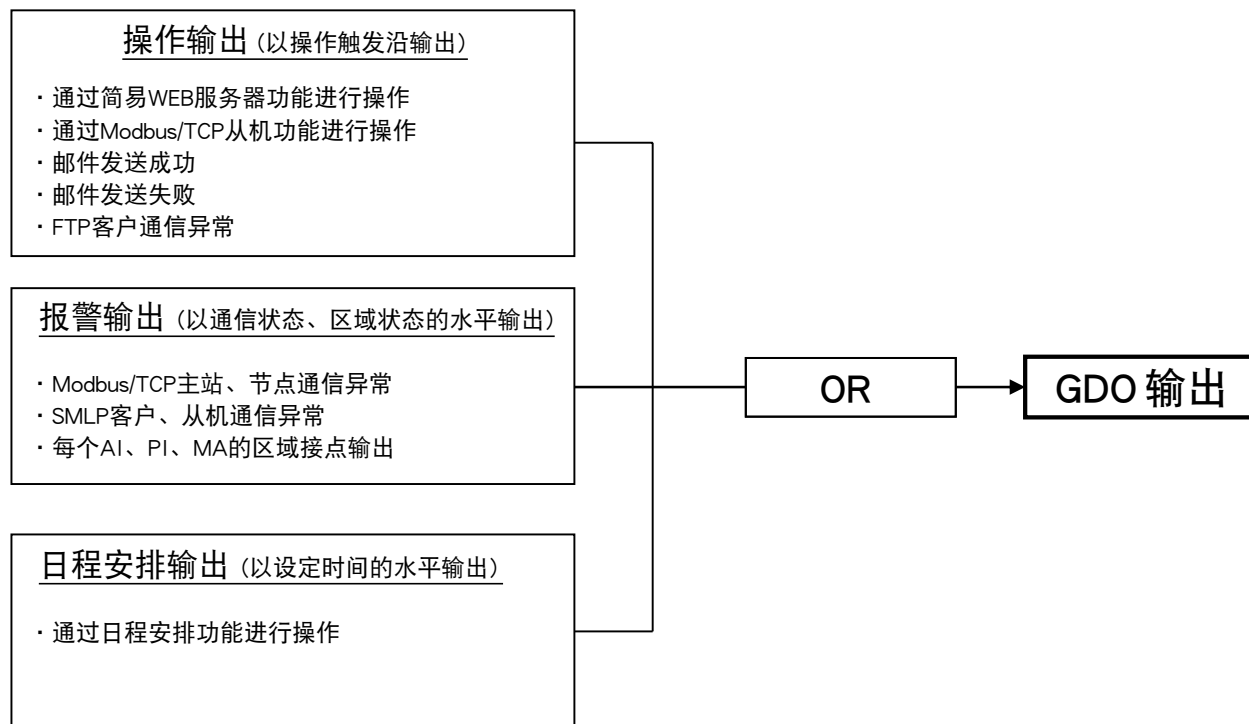 操作输出（以操作触发沿输出）
・通过简易WEB服务器功能进行操作
・通过Modbus/TCP从机功能进行操作
・邮件发送成功
・邮件发送失败
・FTP客户通信异常
报警输出（以通信状态、区域状态的水平输出）
・Modbus/TCP主站、节点通信异常
・SMLP客户、从机通信异常
・每个AI、PI、MA的区域接点输出
OR
GDO 输出
日程安排输出（以设定时间的水平输出）
・通过日程安排功能进行操作